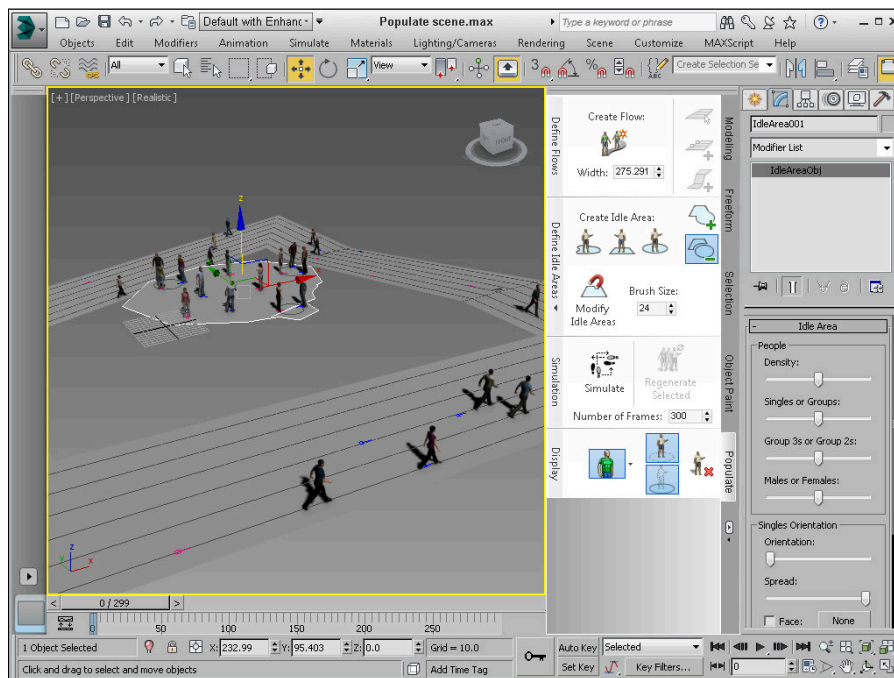 Default with Enhanc
Populate scene.max
Type a keyword or phrase
Objects Edit Modifiers Animation Simulate Materials Lighting/Cameras Rendering Scene Customize MAXScript Help
All
View
3
%
ABC
Create Selection Se
[+] [Perspective] [Realistic]
FRONT
z
x
z
y
x
Define Flows
Create Flow:
Width: 275.291
Define Idle Areas
Create Idle Area:
Modify Idle Areas
Brush Size:
24
Simulation
Simulate
Regenerate Selected
Number of Frames: 300
Display
Modeling
Freeform
Selection
Object Paint
Populate
IdleArea001
Modifier List
IdleAreaObj
- Idle Area
People
Density:
Singles or Groups:
Group 3s or Group 2s:
Males or Females:
Singles Orientation
Orientation:
Spread:
Face: None
< 0 / 299 >
0 50 100 150 200 250
1 Object Selected X: 232.99 Y: 95.403 Z: 0.0 Grid = 10.0 Auto Key Selected
Click and drag to select and move objects Add Time Tag Set Key Key Filters... 0